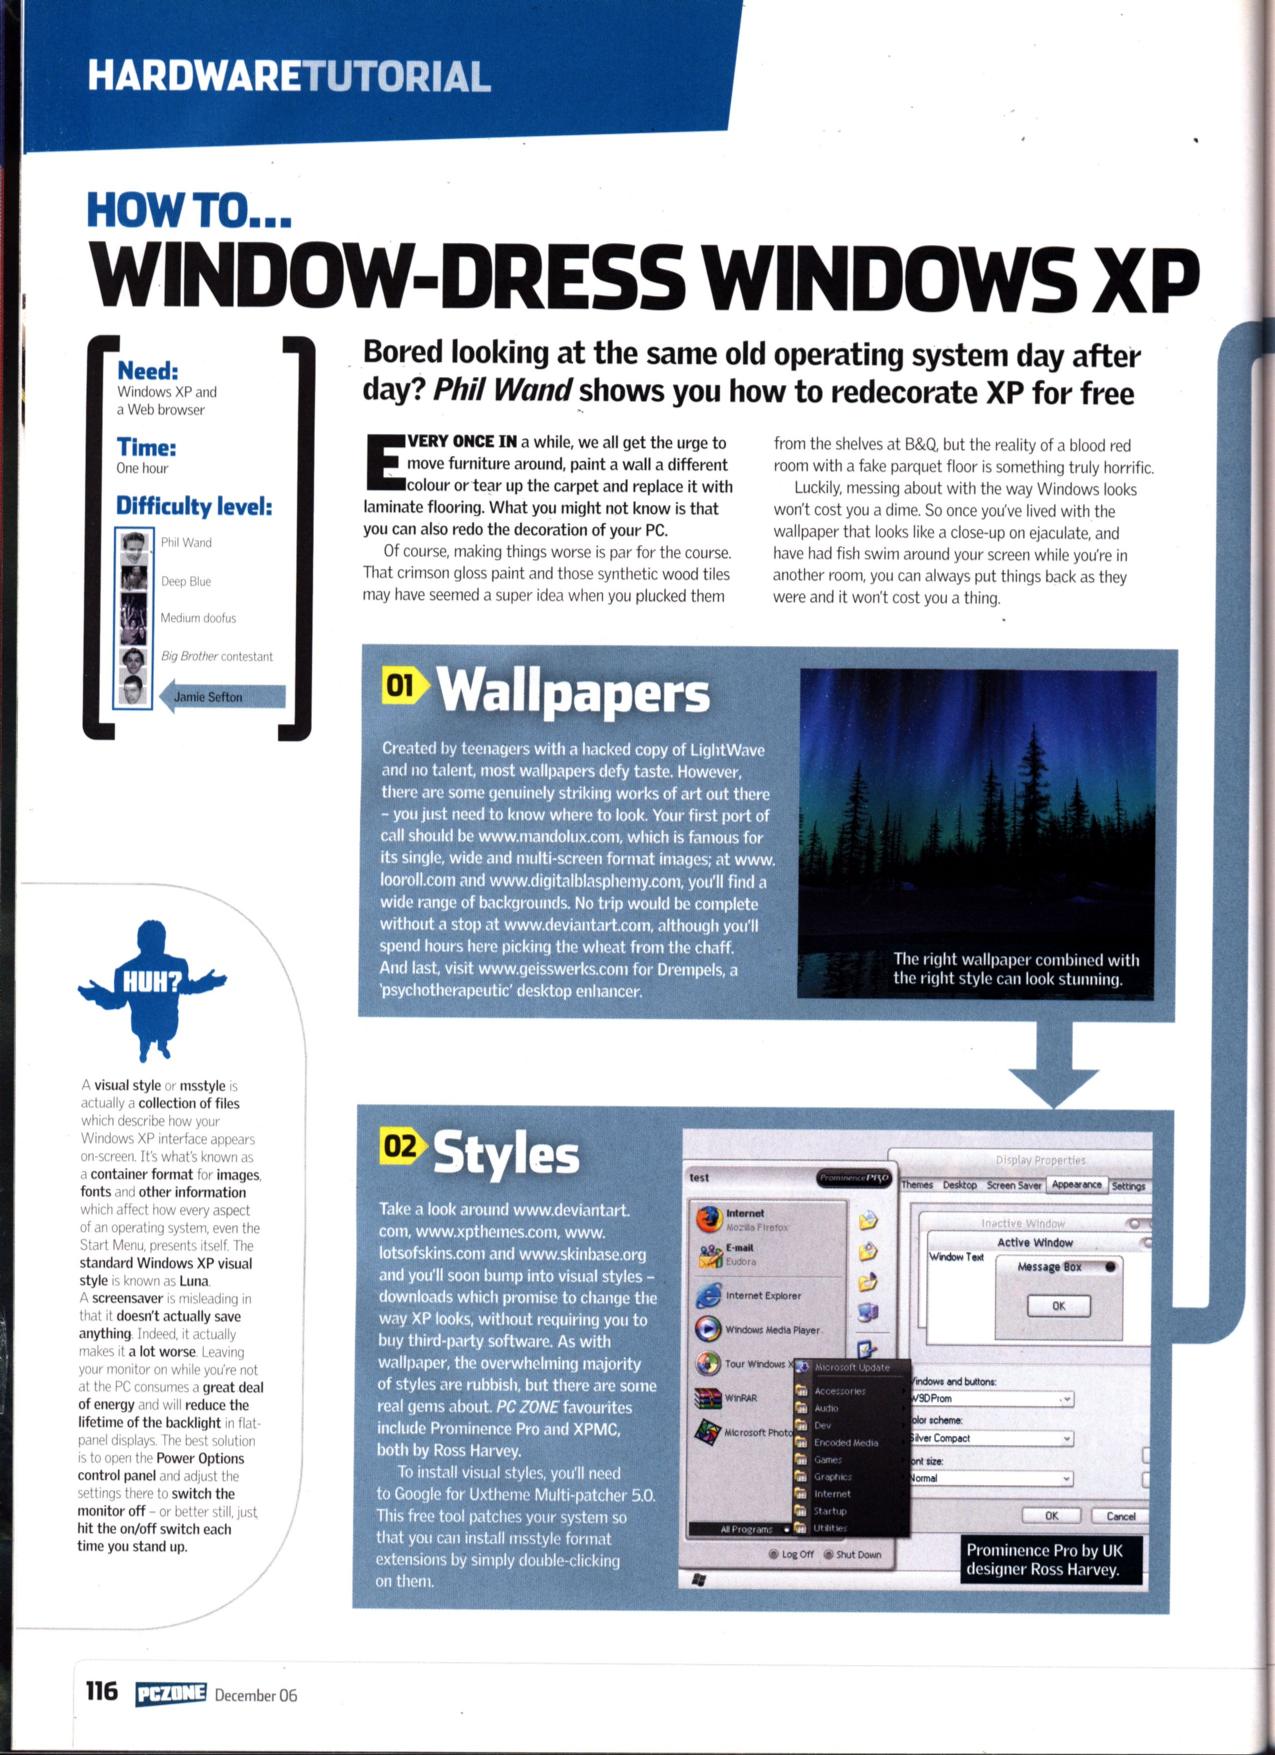 HARDWARETUTORIAL
HOW TO...
WINDOW-DRESS WINDOWS XP
Need:
Windows XP and
a Web browser
Time:
One hour
Difficulty level:
Phil Wand
Deep Blue
Medium doofus
Big Brother contestant
Jamie Sefton
Bored looking at the same old operating system day after
day? Phil Wand shows you how to redecorate XP for free
EVERY ONCE IN a while, we all get the urge to
move furniture around, paint a wall a different
colour or tear up the carpet and replace it with
laminate flooring. What you might not know is that
you can also redo the decoration of your PC.
Of course, making things worse is par for the course.
That crimson gloss paint and those synthetic wood tiles
may have seemed a super idea when you plucked them
from the shelves at B&Q, but the reality of a blood red
room with a fake parquet floor is something truly horrific.
Luckily, messing about with the way Windows looks
won't cost you a dime. So once you've lived with the
wallpaper that looks like a close-up on ejaculate, and
have had fish swim around your screen while you're in
another room, you can always put things back as they
were and it won't cost you a thing.
01 Wallpapers
Created by teenagers with a hacked copy of LightWave
and no talent, most wallpapers defy taste. However,
there are some genuinely striking works of art out there
– you just need to know where to look. Your first port of
call should be www.mandolux.com, which is famous for
its single, wide and multi-screen format images; at www.
looroll.com and www.digitalblasphemy.com, you'll find a
wide range of backgrounds. No trip would be complete
without a stop at www.deviantart.com, although you'll
spend hours here picking the wheat from the chaff.
And last, visit www.geisswerks.com for Drempels, a
'psychotherapeutic' desktop enhancer.
The right wallpaper combined with
the right style can look stunning.
HUH?
A visual style or msstyle is
actually a collection of files
which describe how your
Windows XP interface appears
on-screen. It's what's known as
a container format for images,
fonts and other information
which affect how every aspect
of an operating system, even the
Start Menu, presents itself. The
standard Windows XP visual
style is known as Luna.
A screensaver is misleading in
that it doesn't actually save
anything. Indeed, it actually
makes it a lot worse. Leaving
your monitor on while you're not
at the PC consumes a great deal
of energy and will reduce the
lifetime of the backlight in flat-
panel displays. The best solution
is to open the Power Options
control panel and adjust the
settings there to switch the
monitor off – or better still, just
hit the on/off switch each
time you stand up.
02 Styles
Take a look around www.deviantart.
com, www.xpthemes.com, www.
lotsofskins.com and www.skinbase.org
and you'll soon bump into visual styles –
downloads which promise to change the
way XP looks, without requiring you to
buy third-party software. As with
wallpaper, the overwhelming majority
of styles are rubbish, but there are some
real gems about. PC ZONE favourites
include Prominence Pro and XPMC,
both by Ross Harvey.
To install visual styles, you'll need
to Google for Uxtheme Multi-patcher 5.0.
This free tool patches your system so
that you can install msstyle format
extensions by simply double-clicking
on them.
test
ProminencePRO
Internet
Mozilla Firefox
E-mail
Eudora
Internet Explorer
Windows Media Player
Tour Windows X
WinRAR
Microsoft Photo
All Programs
Log Off
Shut Down
Microsoft Update
Accessories
Audio
Dev
Encoded Media
Games
Graphics
Internet
Startup
Utilities
Display Properties
Themes Desktop Screen Saver Appearance Settings
Inactive Window
Active Window
Window Text
Message Box
OK
indows and buttons:
VSDProm
olor scheme:
Silver Compact
ont size:
Normal
OK Cancel
Prominence Pro by UK
designer Ross Harvey.
116 PCZONE December 06